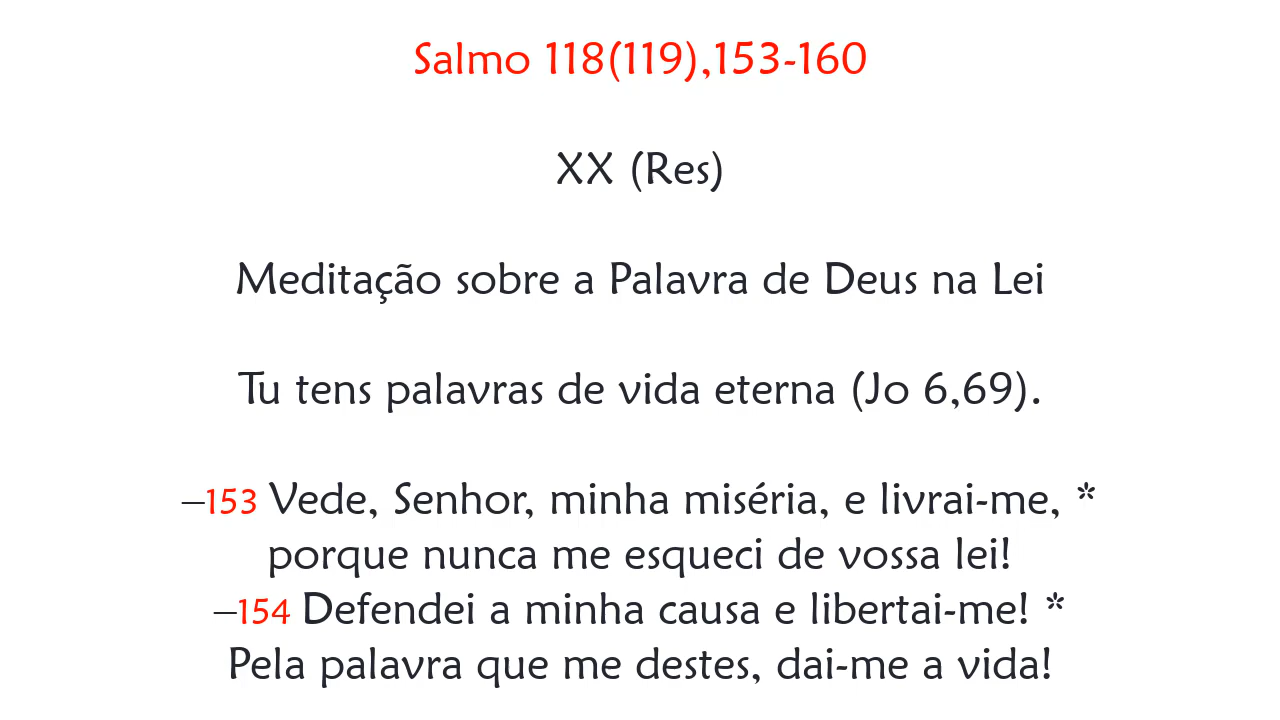 Salmo 118(119),153-160
XX (Res)
Meditação sobre a Palavra de Deus na Lei
Tu tens palavras de vida eterna (Jo 6,69).
–153 Vede, Senhor, minha miséria, e livrai-me, *
porque nunca me esqueci de vossa lei!
–154 Defendei a minha causa e libertai-me! *
Pela palavra que me destes, dai-me a vida!